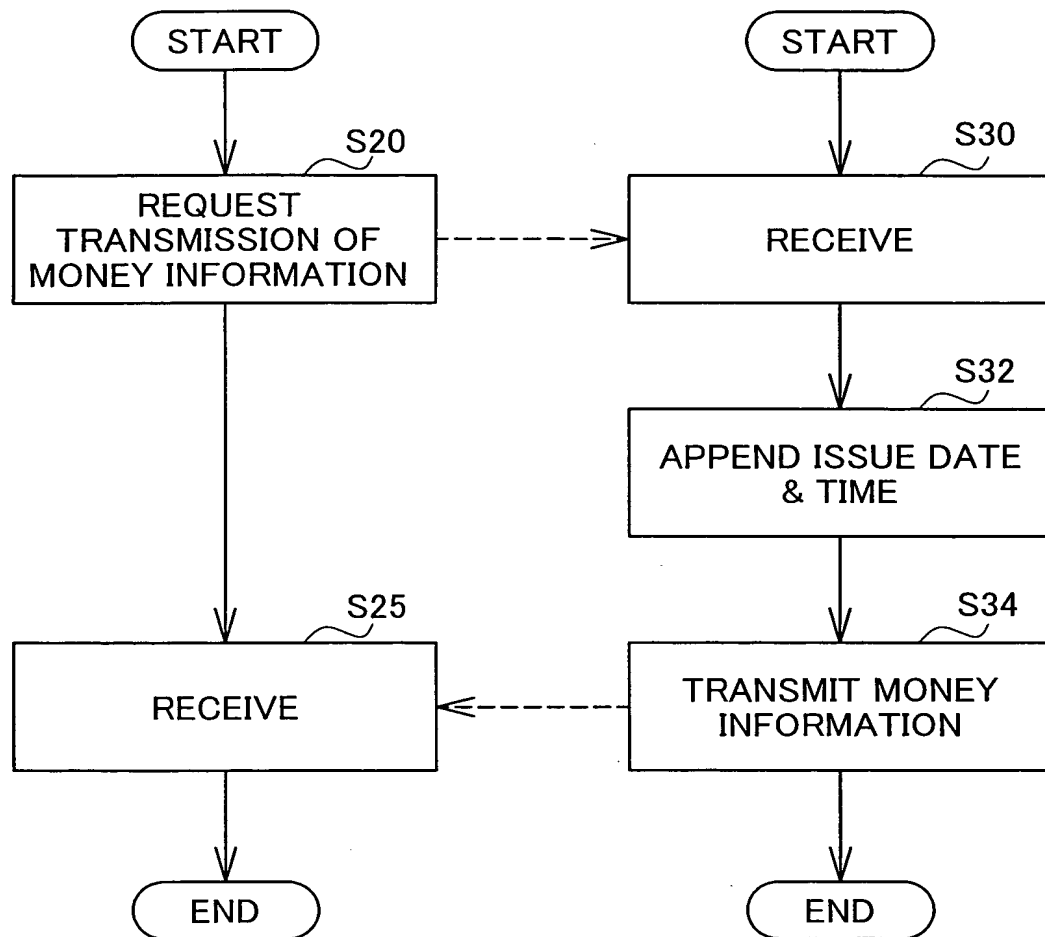 START
S20
REQUEST
TRANSMISSION OF
MONEY INFORMATION
S25
RECEIVE
END
START
S30
RECEIVE
S32
APPEND ISSUE DATE
& TIME
S34
TRANSMIT MONEY
INFORMATION
END